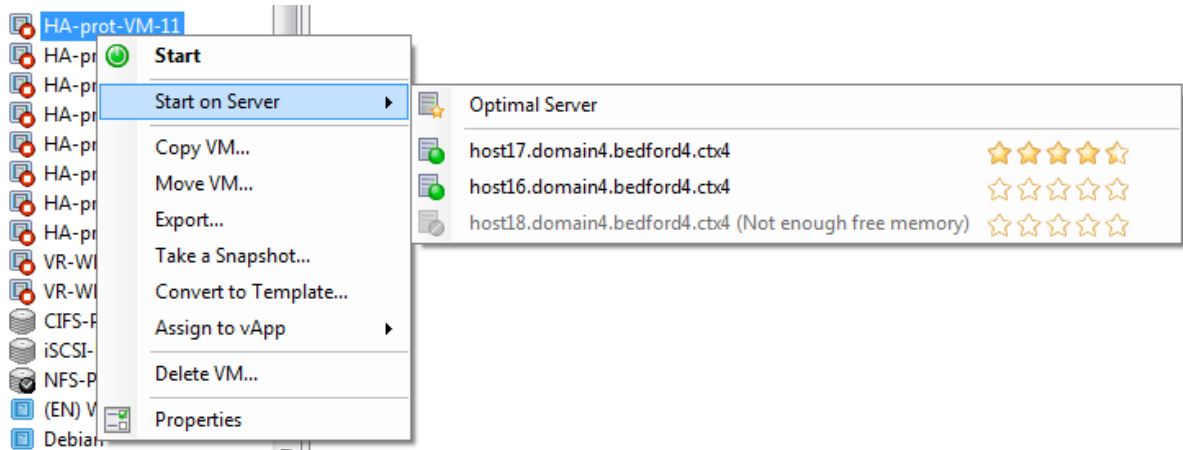 HA-prot-VM-11
HA-pr
HA-pr
HA-pr
HA-pr
HA-pr
HA-pr
HA-pr
VR-WI
VR-WI
CIFS-P
iSCSI-
NFS-P
(EN) V
Debian
Start
Start on Server
Copy VM...
Move VM...
Export...
Take a Snapshot...
Convert to Template...
Assign to vApp
Delete VM...
Properties
Optimal Server
host17.domain4.bedford4.ctx4
host16.domain4.bedford4.ctx4
host18.domain4.bedford4.ctx4 (Not enough free memory)